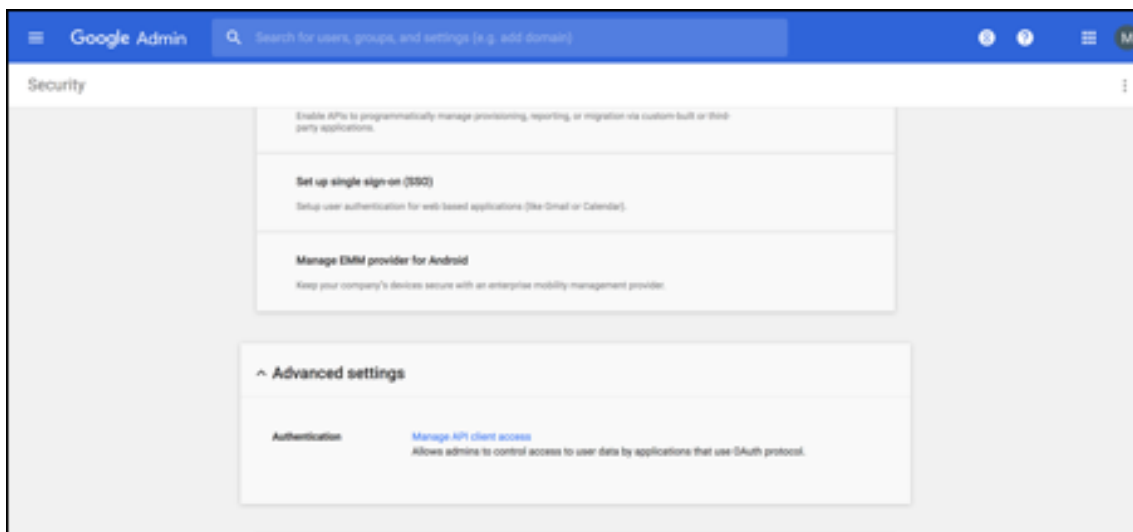 Google Admin
Search for users, groups, and settings (e.g. add domain)
M
Security
Enable APIs to programmatically manage provisioning, reporting, or migration via custom-built or third-
party applications.
Set up single sign-on (SSO)
Setup user authentication for web based applications (like Gmail or Calendar).
Manage EMM provider for Android
Keep your company's devices secure with an enterprise mobility management provider.
Advanced settings
Authentication
Manage API client access
Allows admins to control access to user data by applications that use OAuth protocol.